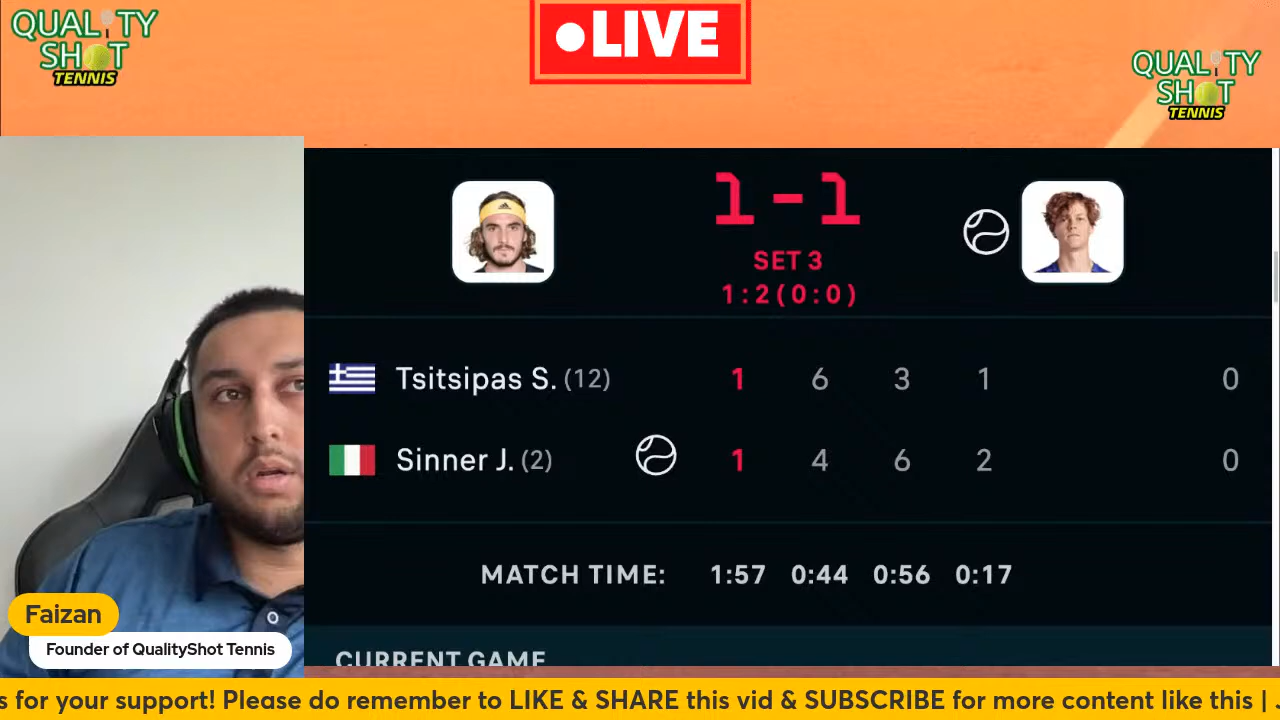 QUALITY
SHOT
TENNIS
LIVE
QUALITY
SHOT
TENNIS
1-1
SET 3
1:2(0:0)
Tsitsipas S. (12) 1 6 3 1 0
Sinner J. (2) 1 4 6 2 0
MATCH TIME: 1:57 0:44 0:56 0:17
CURRENT GAME
Faizan
Founder of QualityShot Tennis
s for your support! Please do remember to LIKE & SHARE this vid & SUBSCRIBE for more content like this |